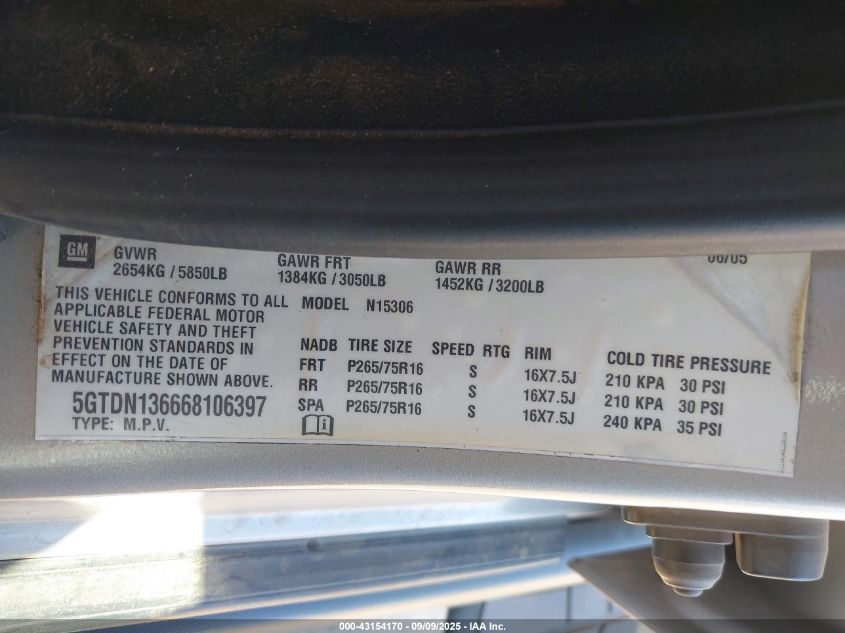 GM
GVWR GAWR FRT GAWR RR 06/05
2654KG / 5850LB 1384KG / 3050LB 1452KG / 3200LB
THIS VEHICLE CONFORMS TO ALL
APPLICABLE FEDERAL MOTOR
VEHICLE SAFETY AND THEFT
PREVENTION STANDARDS IN
EFFECT ON THE DATE OF
MANUFACTURE SHOWN ABOVE.
5GTDN136668106397
TYPE: M.P.V.
MODEL N15306
NADB TIRE SIZE SPEED RTG RIM COLD TIRE PRESSURE
FRT P265/75R16 S 16X7.5J 210 KPA 30 PSI
RR P265/75R16 S 16X7.5J 210 KPA 30 PSI
SPA P265/75R16 S 16X7.5J 240 KPA 35 PSI
000-43154170 - 09/09/2025 - iaai.com